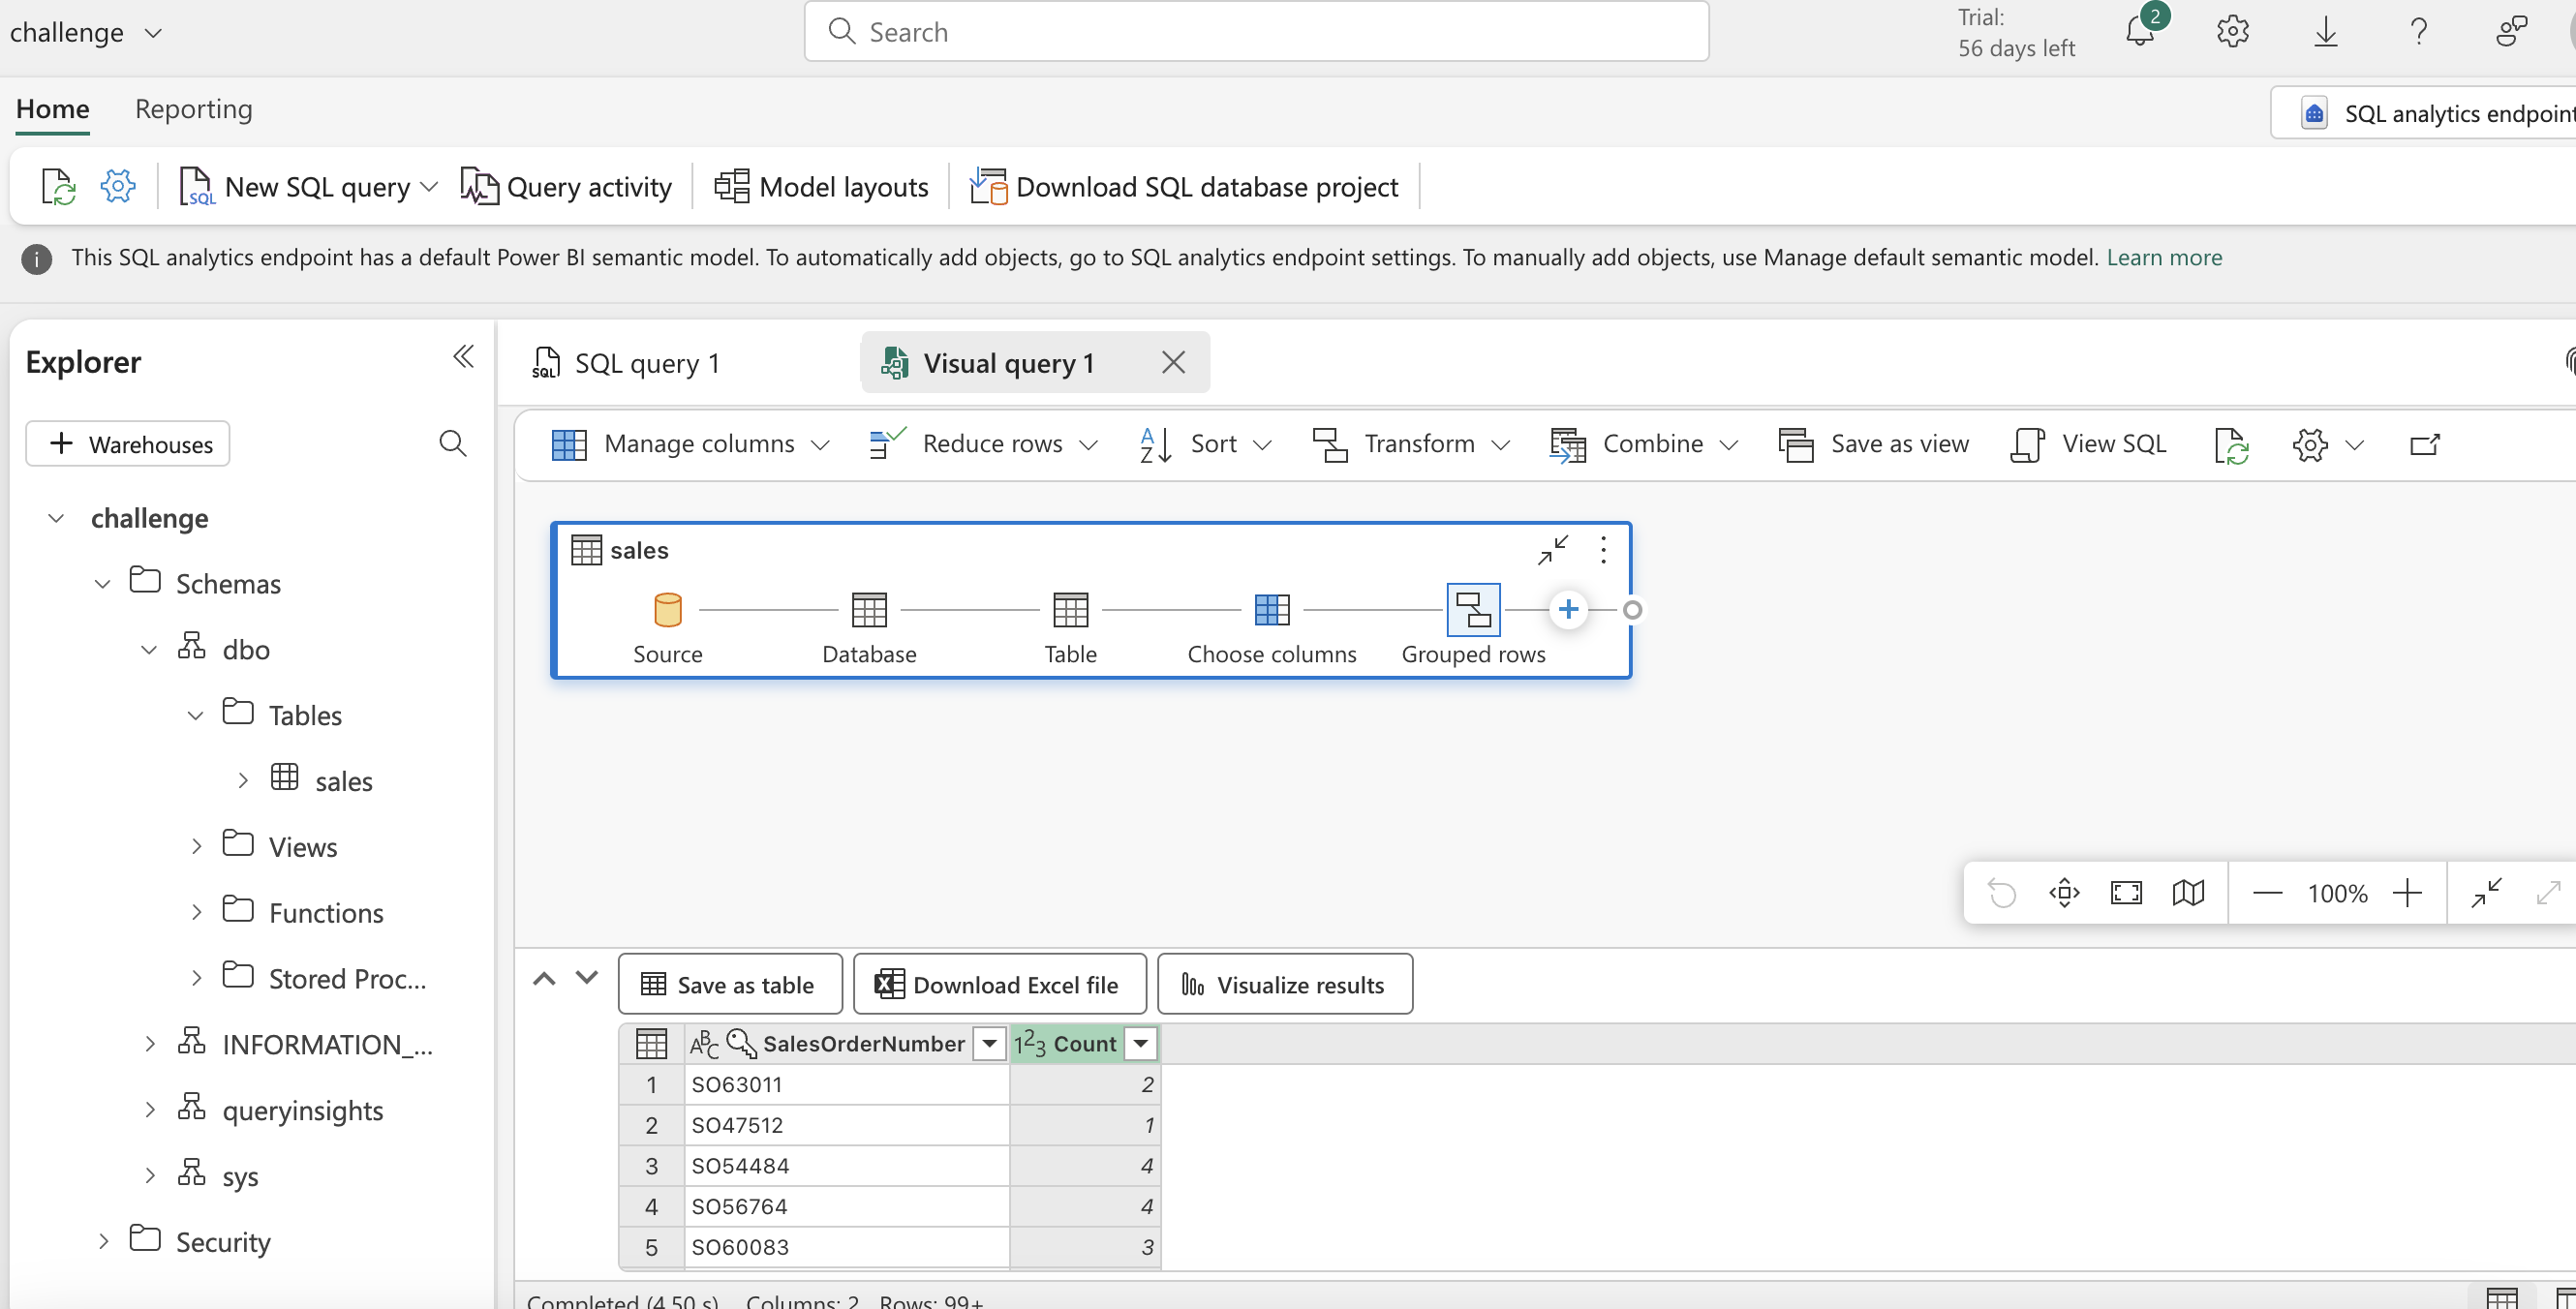 challenge
Search
Trial:
56 days left
2
Home
Reporting
SQL analytics endpoint
New SQL query
Query activity
Model layouts
Download SQL database project
This SQL analytics endpoint has a default Power BI semantic model. To automatically add objects, go to SQL analytics endpoint settings. To manually add objects, use Manage default semantic model. Learn more
Explorer
Warehouses
challenge
Schemas
dbo
Tables
sales
Views
Functions
Stored Proc...
INFORMATION_...
queryinsights
sys
Security
SQL query 1
Visual query 1
Manage columns
Reduce rows
Sort
Transform
Combine
Save as view
View SQL
sales
Source
Database
Table
Choose columns
Grouped rows
100%
Save as table
Download Excel file
Visualize results
SalesOrderNumber Count
1 SO63011 2
2 SO47512 1
3 SO54484 4
4 SO56764 4
5 SO60083 3
Completed (4.50 s) Columns: 2 Rows: 99+